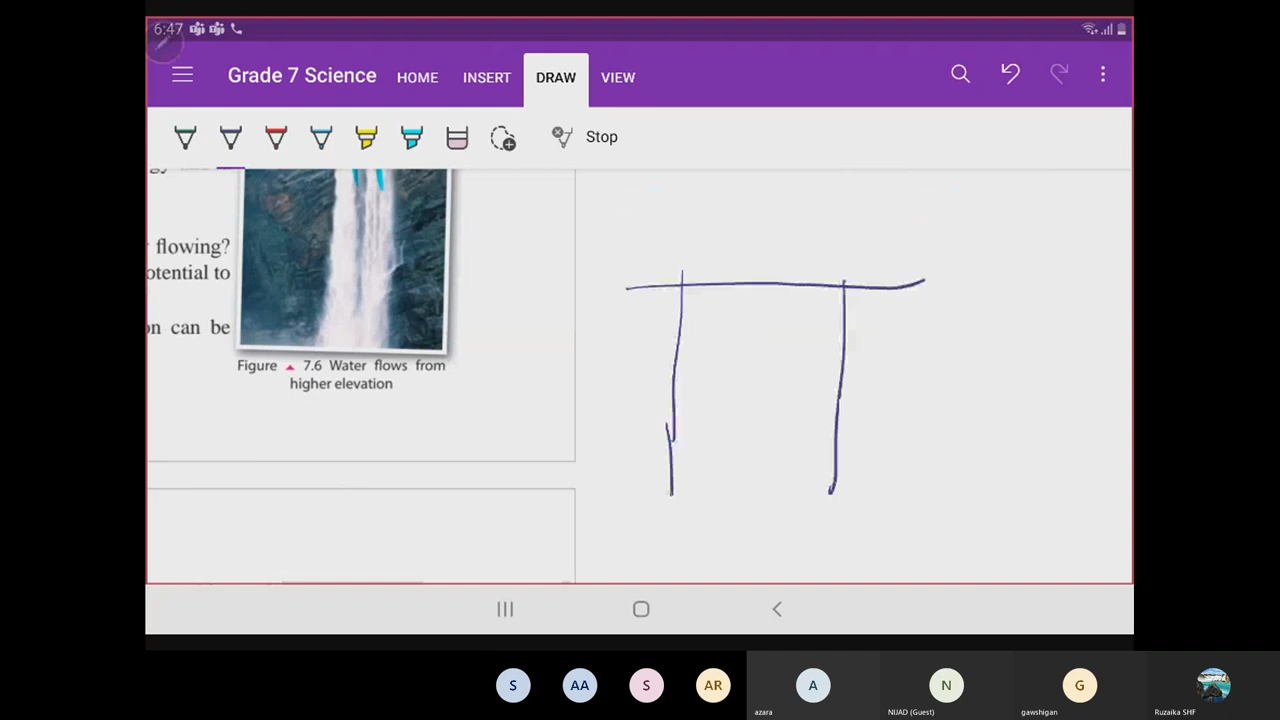 6:47
Grade 7 Science HOME INSERT DRAW VIEW
Stop
flowing?
otential to
on can be
Figure ▲ 7.6 Water flows from
higher elevation
S AA S AR A N G
azara NIJAD (Guest) gawshigan Ruzaika SHF